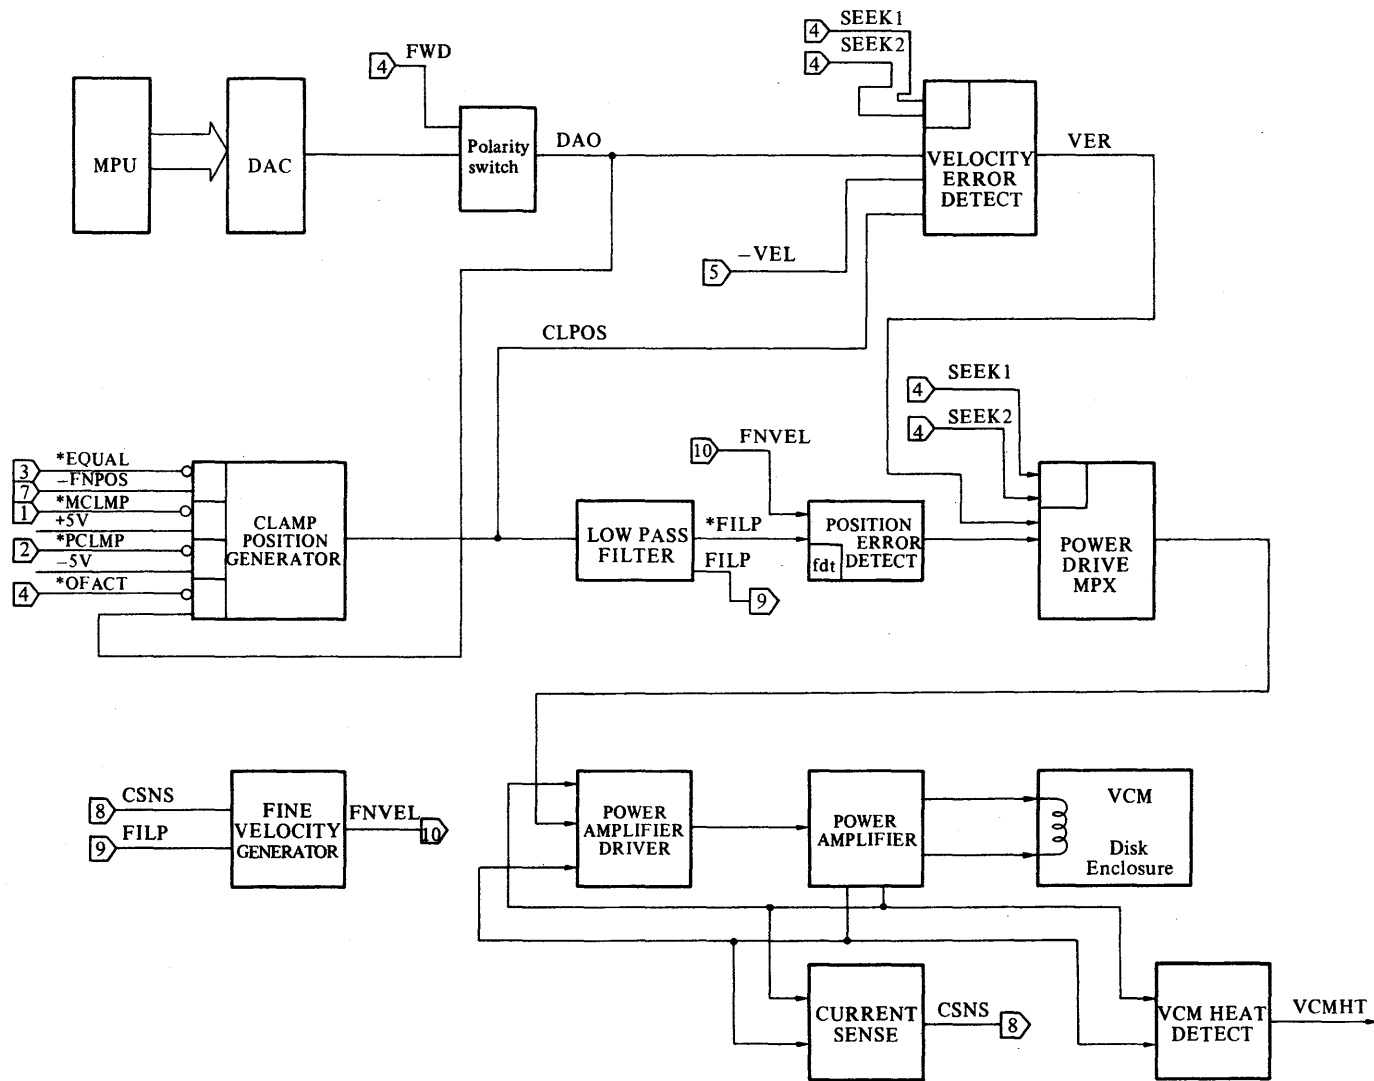 4 SEEK1
4 SEEK2
4 FWD
MPU
DAC
Polarity
switch
DAO
VELOCITY
ERROR
DETECT
VER
5 −VEL
CLPOS
4 SEEK1
4 SEEK2
10 FNVEL
3 *EQUAL
7 −FNPOS
1 *MCLMP
+5V
2 *PCLMP
−5V
4 *OFACT
CLAMP
POSITION
GENERATOR
LOW PASS
FILTER
*FILP
FILP
9
POSITION
ERROR
DETECT
fdt
POWER
DRIVE
MPX
8 CSNS
9 FILP
FINE
VELOCITY
GENERATOR
FNVEL
10
POWER
AMPLIFIER
DRIVER
POWER
AMPLIFIER
VCM
Disk
Enclosure
CURRENT
SENSE
CSNS
8
VCM HEAT
DETECT
VCMHT